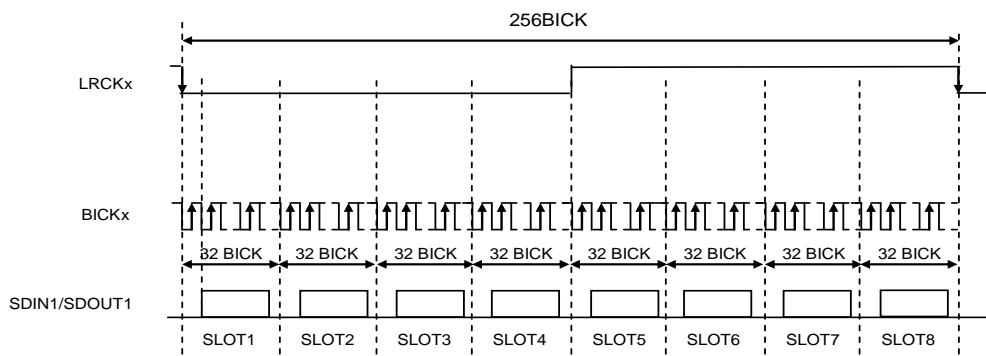 256BICK
LRCKx
BICKx
32 BICK 32 BICK 32 BICK 32 BICK 32 BICK 32 BICK 32 BICK 32 BICK
SDIN1/SDOUT1
SLOT1 SLOT2 SLOT3 SLOT4 SLOT5 SLOT6 SLOT7 SLOT8